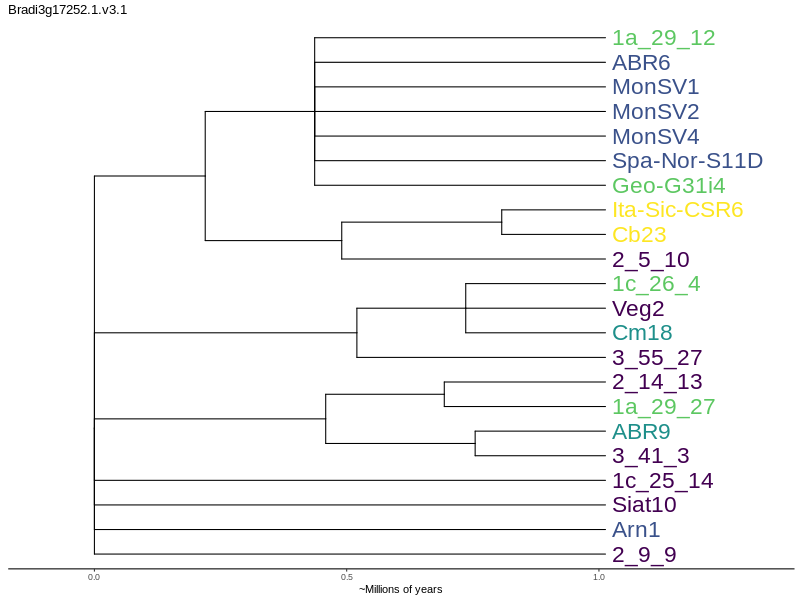 Bradi3g17252.1.v3.1
1a_29_12
ABR6
MonSV1
MonSV2
MonSV4
Spa-Nor-S11D
Geo-G31i4
Ita-Sic-CSR6
Cb23
2_5_10
1c_26_4
Veg2
Cm18
3_55_27
2_14_13
1a_29_27
ABR9
3_41_3
1c_25_14
Siat10
Arn1
2_9_9
0.0 0.5 1.0
~Millions of years